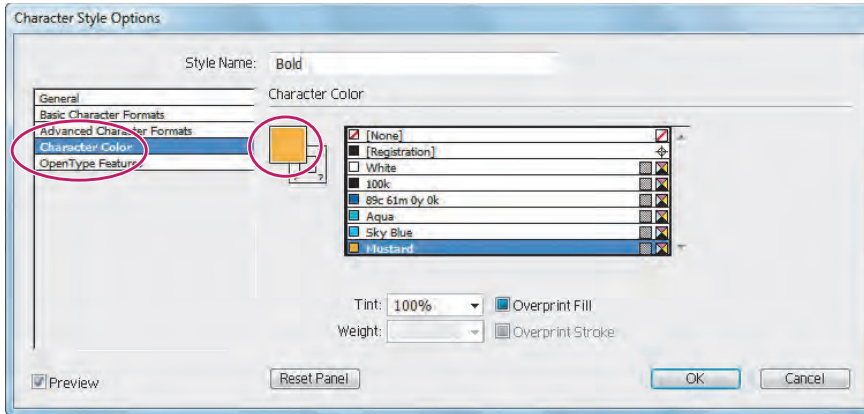 Character Style Options
Style Name: Bold
General
Basic Character Formats
Advanced Character Formats
Character Color
OpenType Features
Character Color
[None]
[Registration]
White
100k
89c 61m 0y 0k
Aqua
Sky Blue
Mustard
Tint: 100% Overprint Fill
Weight: Overprint Stroke
Preview
Reset Panel
OK
Cancel